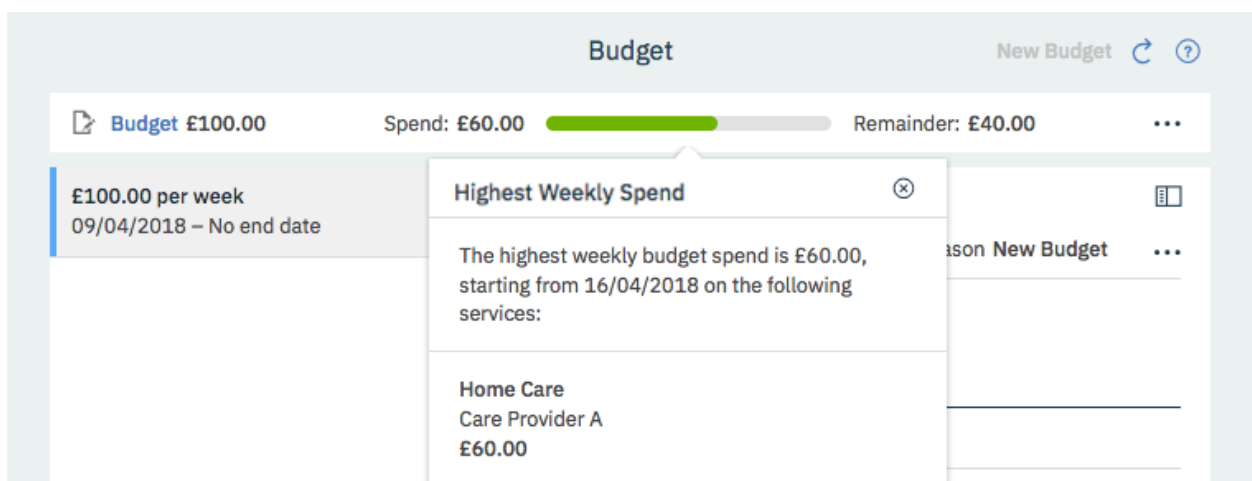 Budget
New Budget
Budget £100.00 Spend: £60.00 Remainder: £40.00
£100.00 per week
09/04/2018 – No end date
Highest Weekly Spend
The highest weekly budget spend is £60.00,
starting from 16/04/2018 on the following
services:
New Budget
Home Care
Care Provider A
£60.00